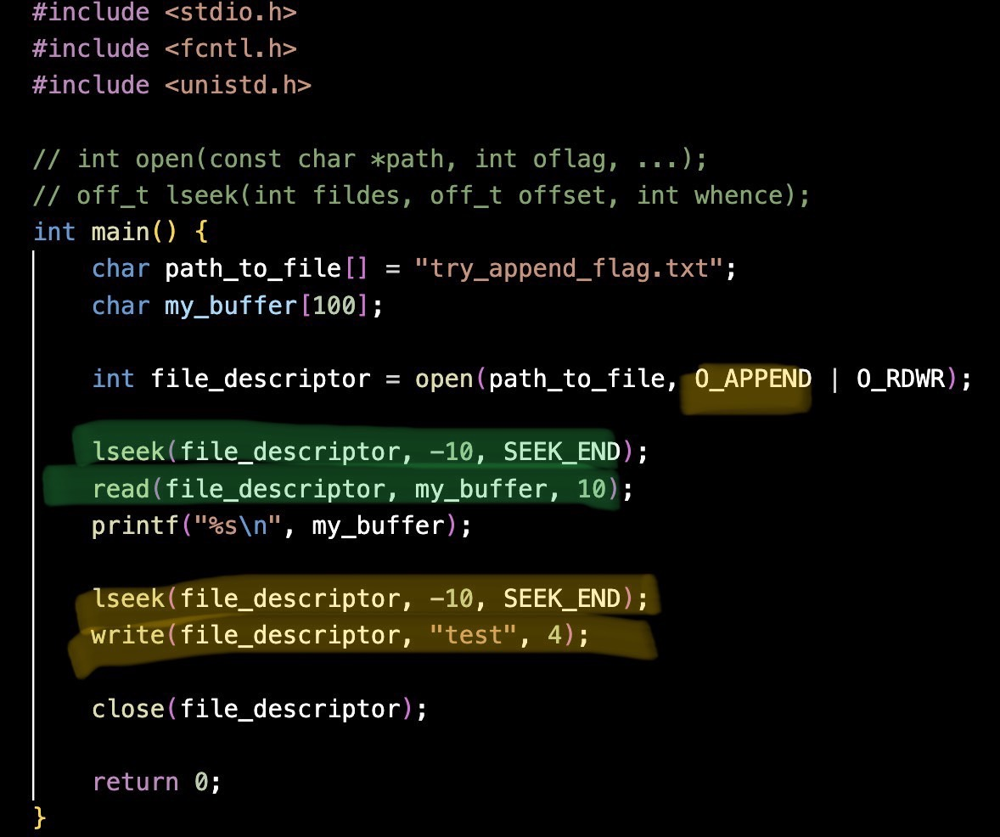 #include <stdio.h>
#include <fcntl.h>
#include <unistd.h>
// int open(const char *path, int oflag, ...);
// off_t lseek(int fildes, off_t offset, int whence);
int main() {
char path_to_file[] = "try_append_flag.txt";
char my_buffer[100];
int file_descriptor = open(path_to_file, O_APPEND | O_RDWR);
lseek(file_descriptor, -10, SEEK_END);
read(file_descriptor, my_buffer, 10);
printf("%s\n", my_buffer);
lseek(file_descriptor, -10, SEEK_END);
write(file_descriptor, "test", 4);
close(file_descriptor);
return 0;
}